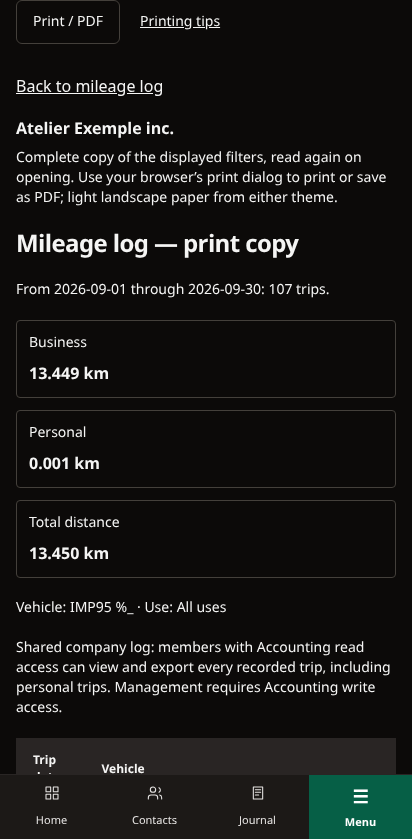 Print / PDF
Printing tips
Back to mileage log
Atelier Exemple inc.
Complete copy of the displayed filters, read again on
opening. Use your browser's print dialog to print or save
as PDF; light landscape paper from either theme.
Mileage log — print copy
From 2026-09-01 through 2026-09-30: 107 trips.
Business
13.449 km
Personal
0.001 km
Total distance
13.450 km
Vehicle: IMP95 %_ · Use: All uses
Shared company log: members with Accounting read
access can view and export every recorded trip, including
personal trips. Management requires Accounting write
access.
Trip
Vehicle
Home
Contacts
Journal
Menu